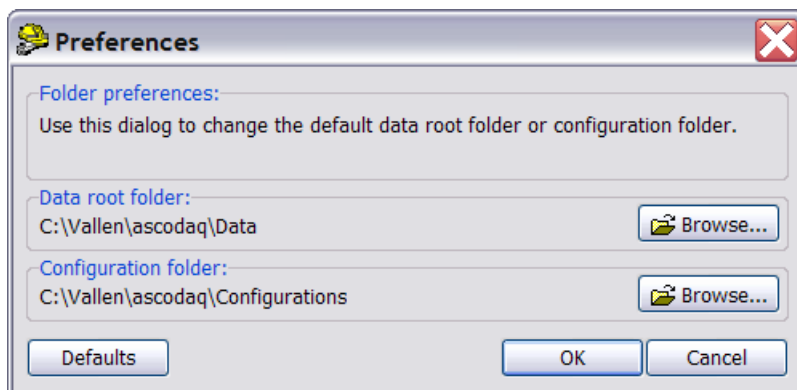 Preferences
Folder preferences:
Use this dialog to change the default data root folder or configuration folder.
Data root folder:
C:\Vallen\ascodaq\Data
Browse...
Configuration folder:
C:\Vallen\ascodaq\Configurations
Browse...
Defaults
OK
Cancel